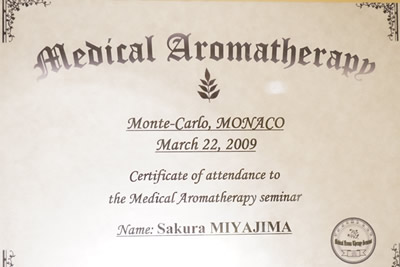 Medical Aromatherapy
Monte-Carlo, MONACO
March 22, 2009
Certificate of attendance to
the Medical Aromatherapy seminar
Name: Sakura MIYAJIMA